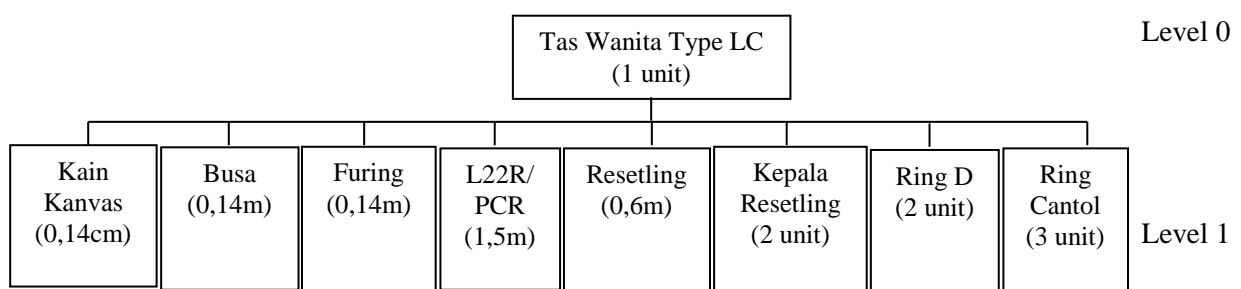 Level 0
Tas Wanita Type LC
(1 unit)
Kain
Kanvas
(0,14cm)
Busa
(0,14m)
Furing
(0,14m)
L22R/
PCR
(1,5m)
Resetling
(0,6m)
Kepala
Resetling
(2 unit)
Ring D
(2 unit)
Ring
Cantol
(3 unit)
Level 1